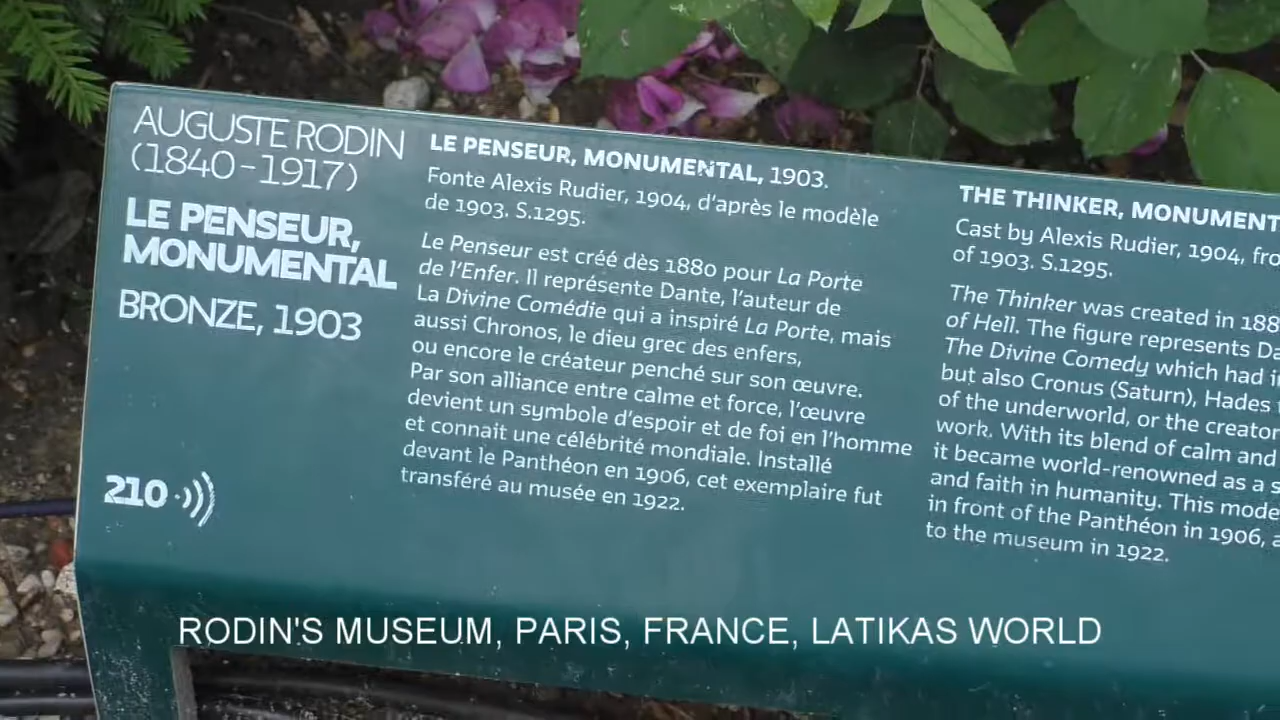 AUGUSTE RODIN
(1840-1917)
LE PENSEUR,
MONUMENTAL
BRONZE, 1903
210
LE PENSEUR, MONUMENTAL, 1903.
Fonte Alexis Rudier, 1904, d'après le modèle
de 1903. S.1295.
Le Penseur est créé dès 1880 pour La Porte
de l'Enfer. Il représente Dante, l'auteur de
La Divine Comédie qui a inspiré La Porte, mais
aussi Chronos, le dieu grec des enfers,
ou encore le créateur penché sur son œuvre.
Par son alliance entre calme et force, l'œuvre
devient un symbole d'espoir et de foi en l'homme
et connait une célébrité mondiale. Installé
devant le Panthéon en 1906, cet exemplaire fut
transféré au musée en 1922.
THE THINKER, MONUMENT
Cast by Alexis Rudier, 1904, fro
of 1903. S.1295.
The Thinker was created in 188
of Hell. The figure represents Da
The Divine Comedy which had i
but also Cronus (Saturn), Hades
of the underworld, or the creator
work. With its blend of calm and
it became world-renowned as a s
and faith in humanity. This mode
in front of the Panthéon in 1906, a
to the museum in 1922.
RODIN'S MUSEUM, PARIS, FRANCE, LATIKAS WORLD